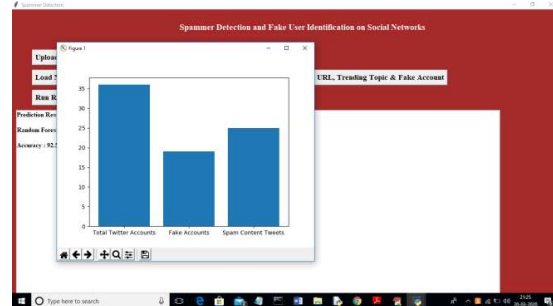 Spammer Detection
Spammer Detection and Fake User Identification on Social Networks
Figure 1
Load
URL, Trending Topic & Fake Account
Run R
Prediction Res
Random Fores
Accuracy : 92.
35
30
25
20
15
10
5
0
Total Twitter Accounts Fake Accounts Spam Content Tweets
Type here to search
21:25